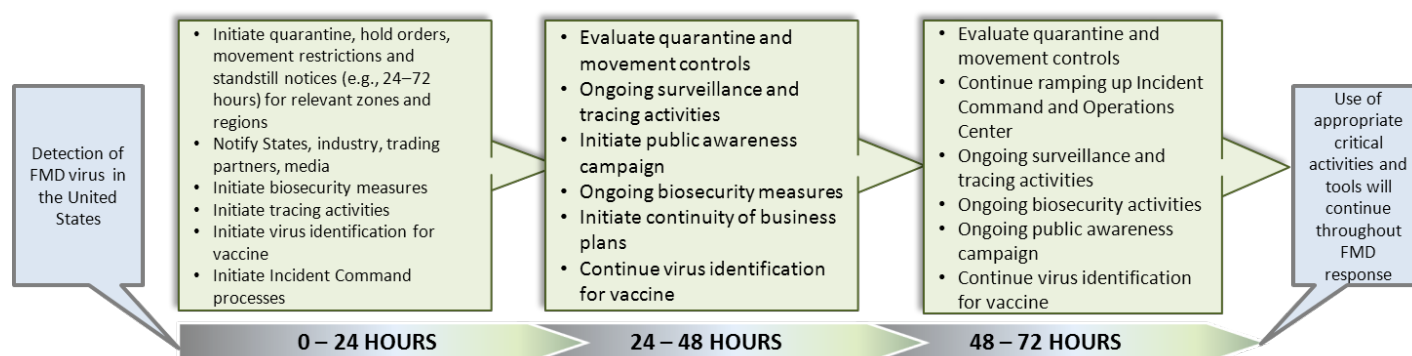 Detection of
FMD virus in
the United
States
• Initiate quarantine, hold orders,
movement restrictions and
standstill notices (e.g., 24–72
hours) for relevant zones and
regions
• Notify States, industry, trading
partners, media
• Initiate biosecurity measures
• Initiate tracing activities
• Initiate virus identification for
vaccine
• Initiate Incident Command
processes
• Evaluate quarantine and
movement controls
• Ongoing surveillance and
tracing activities
• Initiate public awareness
campaign
• Ongoing biosecurity measures
• Initiate continuity of business
plans
• Continue virus identification
for vaccine
• Evaluate quarantine and
movement controls
• Continue ramping up Incident
Command and Operations
Center
• Ongoing surveillance and
tracing activities
• Ongoing biosecurity activities
• Ongoing public awareness
campaign
• Continue virus identification
for vaccine
Use of
appropriate
critical
activities and
tools will
continue
throughout
FMD
response
0 – 24 HOURS
24 – 48 HOURS
48 – 72 HOURS